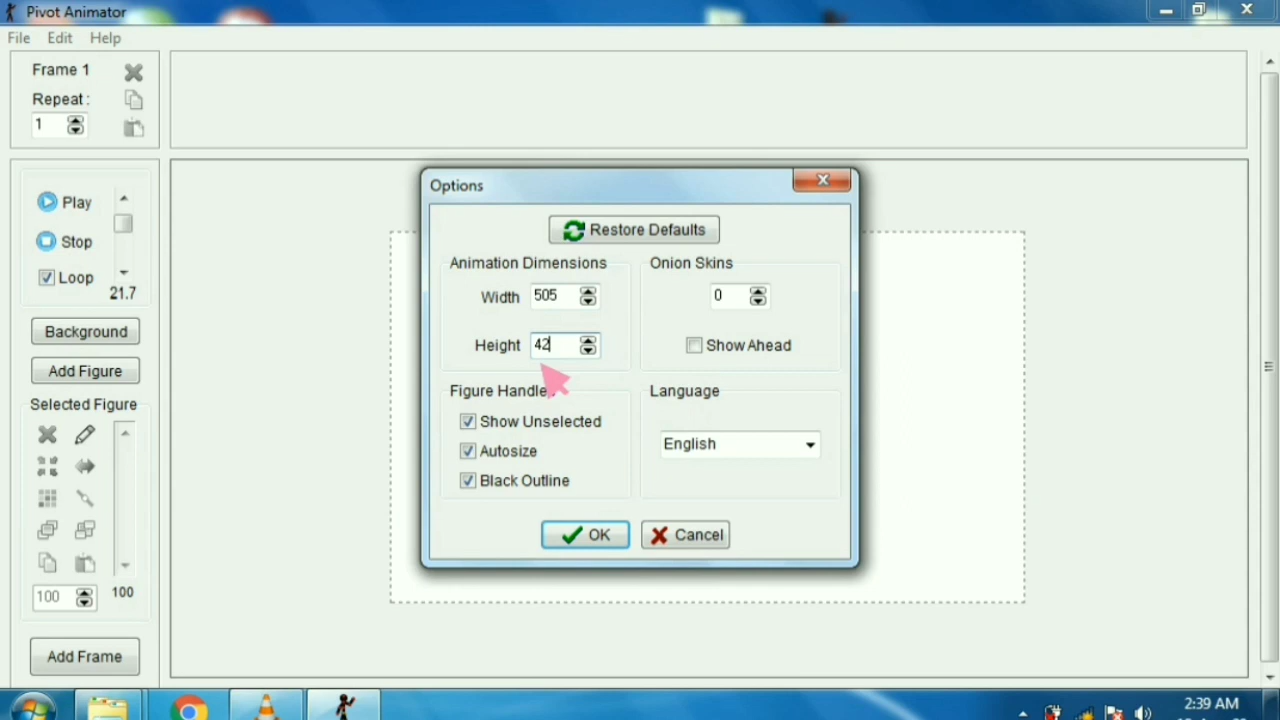 Pivot Animator
File Edit Help
Frame 1
Repeat :
1
Play
Stop
Loop
21.7
Background
Add Figure
Selected Figure
100 100
Add Frame
Options
Restore Defaults
Animation Dimensions
Width 505
Height 42
Onion Skins
0
Show Ahead
Figure Handles
Show Unselected
Autosize
Black Outline
Language
English
OK Cancel
2:39 AM